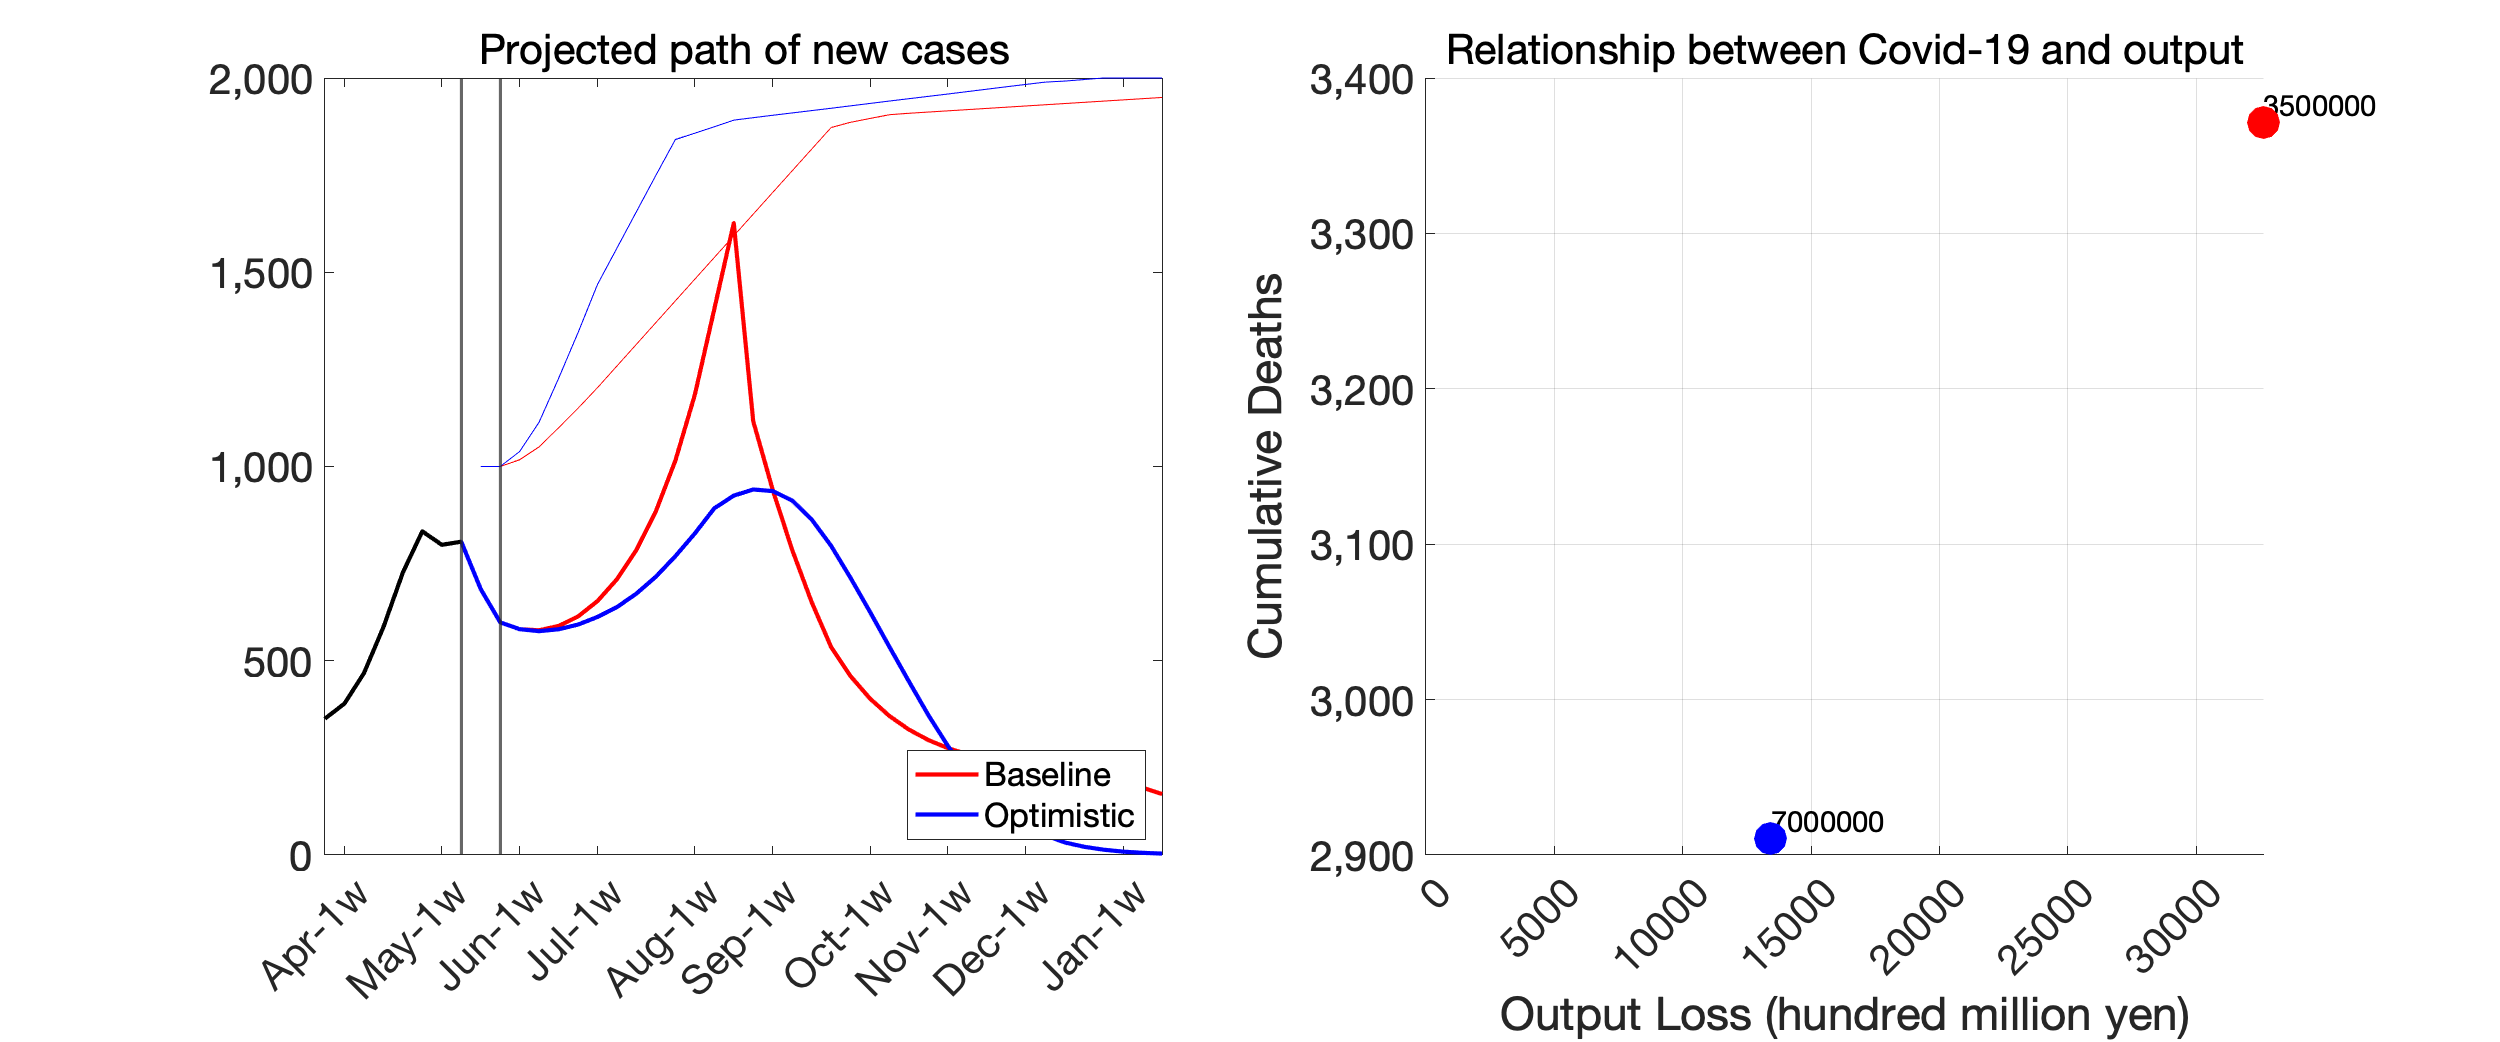 Projected path of new cases
2,000
1,500
1,000
500
0
Apr-1w
May-1w
Jun-1w
Jul-1w
Aug-1w
Sep-1w
Oct-1w
Nov-1w
Dec-1w
Jan-1w
Baseline
Optimistic
Relationship between Covid-19 and output
Cumulative Deaths
3,400
3,300
3,200
3,100
3,000
2,900
3500000
7000000
0
5000
10000
15000
20000
25000
30000
Output Loss (hundred million yen)